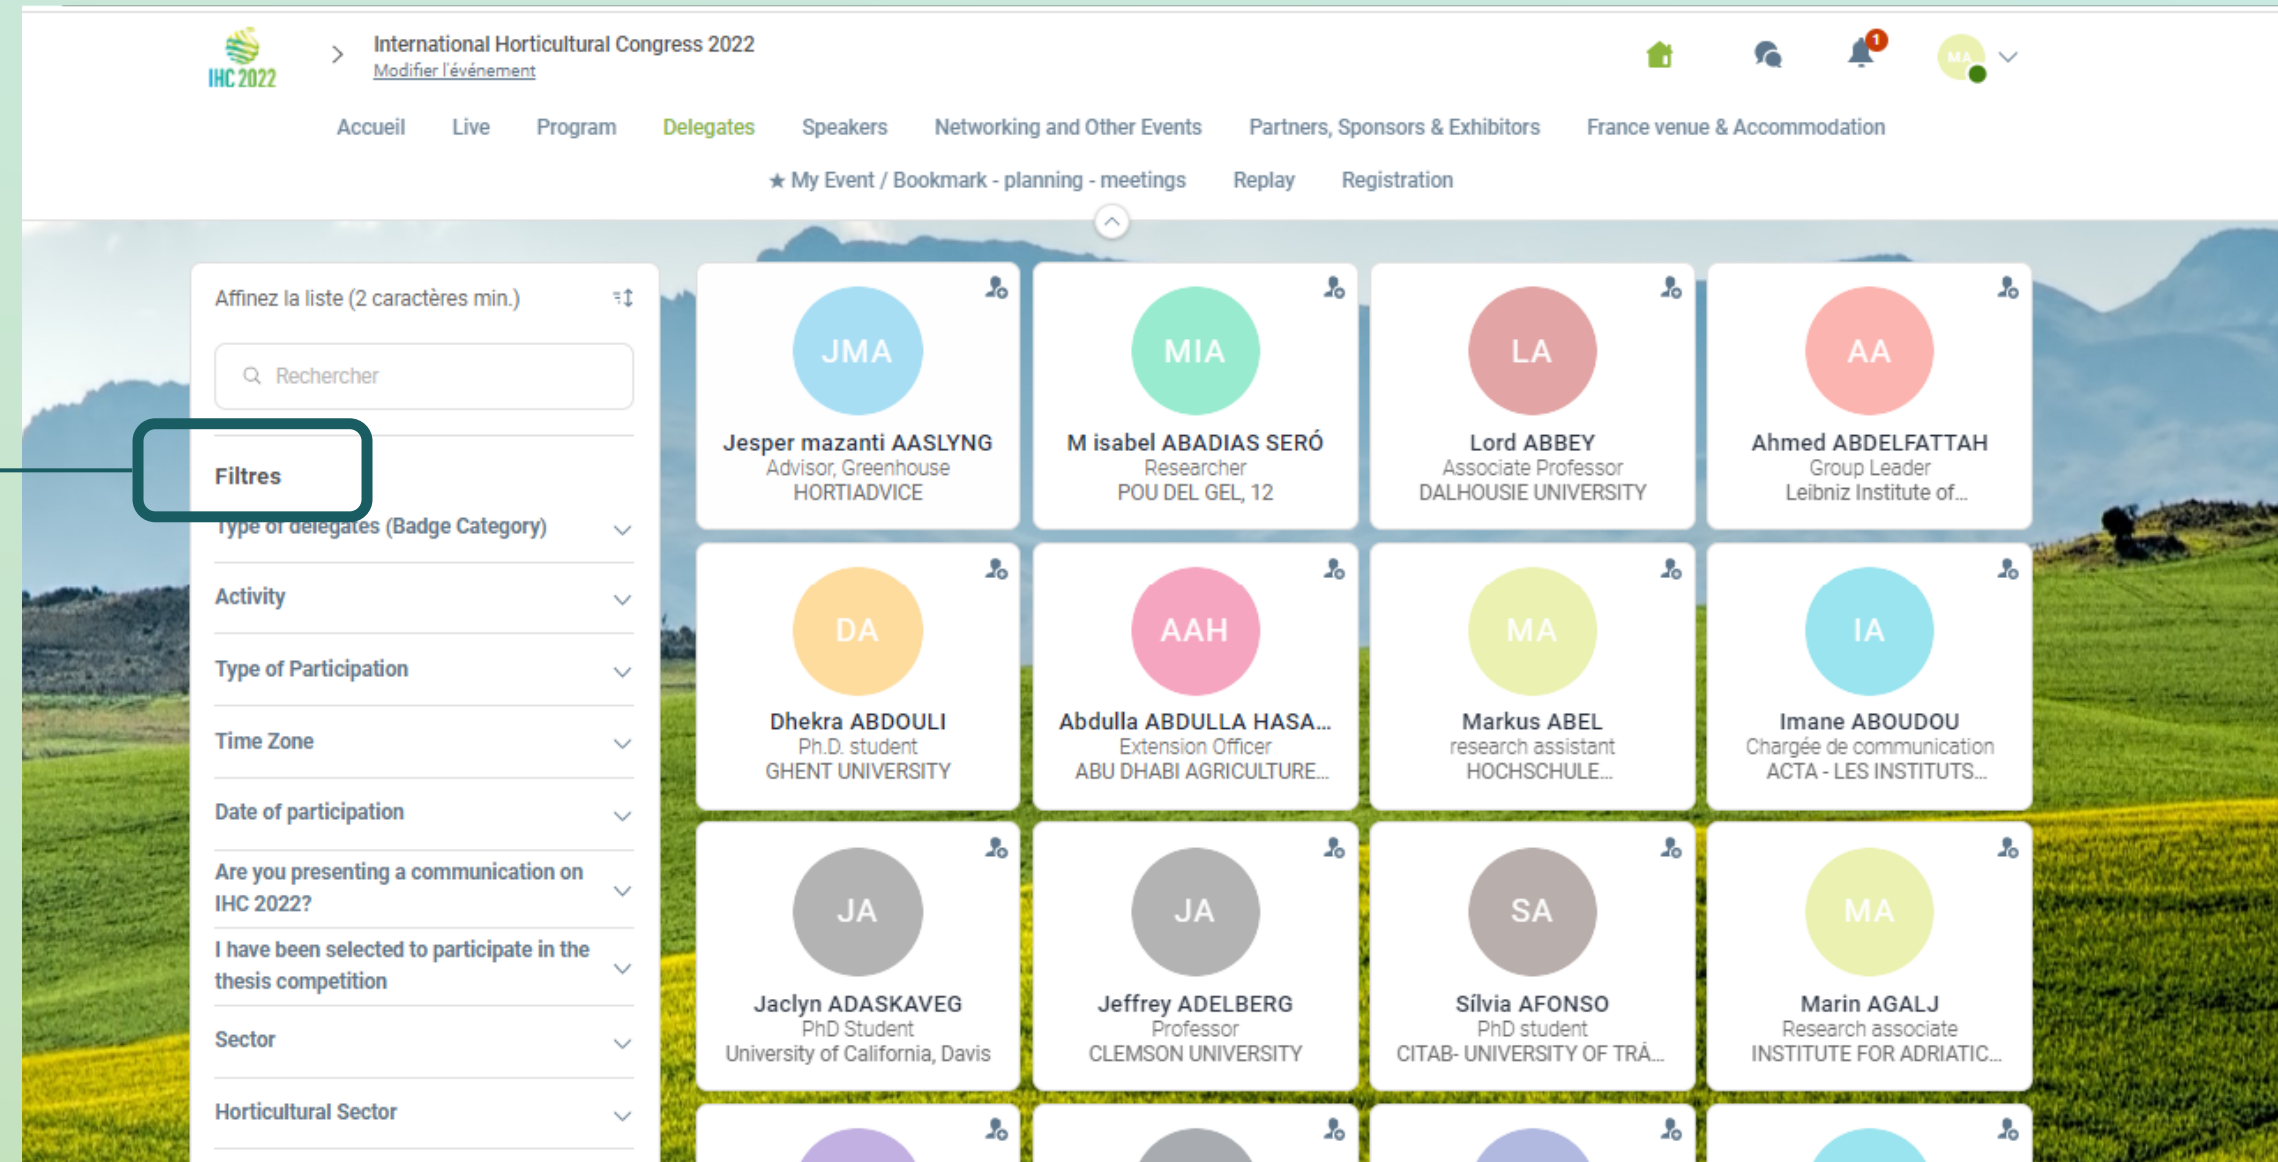 IHC 2022
International Horticultural Congress 2022
Modifier l'événement
1
MA
Accueil Live Program Delegates Speakers Networking and Other Events Partners, Sponsors & Exhibitors France venue & Accommodation
★ My Event / Bookmark - planning - meetings Replay Registration
Affinez la liste (2 caractères min.)
Rechercher
Filtres
Type of delegates (Badge Category)
Activity
Type of Participation
Time Zone
Date of participation
Are you presenting a communication on
IHC 2022?
I have been selected to participate in the
thesis competition
Sector
Horticultural Sector
JMA
Jesper mazanti AASLYNG
Advisor, Greenhouse
HORTIADVICE
MIA
M isabel ABADIAS SERÓ
Researcher
POU DEL GEL, 12
LA
Lord ABBEY
Associate Professor
DALHOUSIE UNIVERSITY
AA
Ahmed ABDELFATTAH
Group Leader
Leibniz Institute of...
DA
Dhekra ABDOULI
Ph.D. student
GHENT UNIVERSITY
AAH
Abdulla ABDULLA HASA...
Extension Officer
ABU DHABI AGRICULTURE...
MA
Markus ABEL
research assistant
HOCHSCHULE...
IA
Imane ABOUDOU
Chargée de communication
ACTA - LES INSTITUTS...
JA
Jaclyn ADASKAVEG
PhD Student
University of California, Davis
JA
Jeffrey ADELBERG
Professor
CLEMSON UNIVERSITY
SA
Sílvia AFONSO
PhD student
CITAB- UNIVERSITY OF TRÁ...
MA
Marin AGALJ
Research associate
INSTITUTE FOR ADRIATIC...